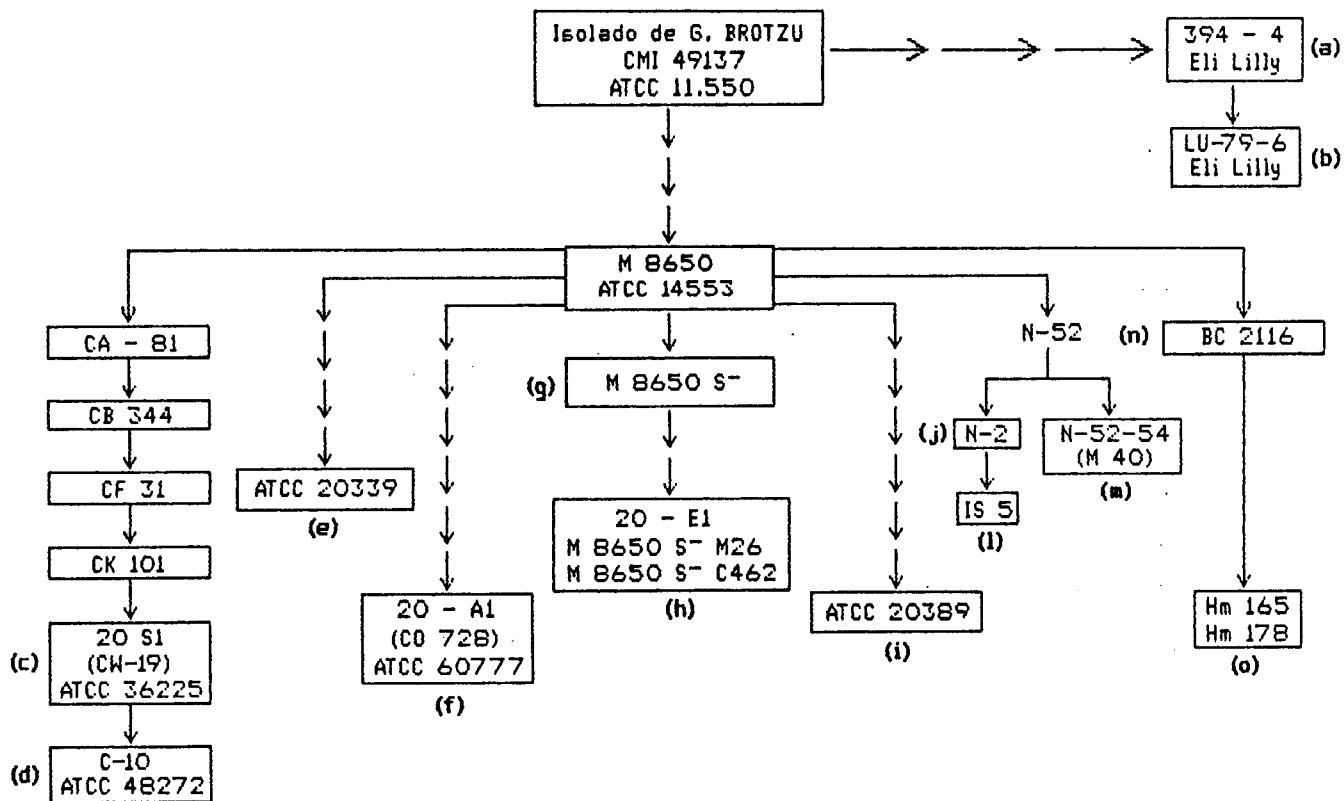 Isolado de G. BROTZU
CMI 49137
ATCC 11.550
394 - 4
Eli Lilly
(a)
LU-79-6
Eli Lilly
(b)
M 8650
ATCC 14553
CA - 81
CB 344
CF 31
CK 101
(c)
20 S1
(CW-19)
ATCC 36225
(d)
C-10
ATCC 48272
ATCC 20339
(e)
20 - A1
(CO 728)
ATCC 60777
(f)
(g)
M 8650 S⁻
20 - E1
M 8650 S⁻ M26
M 8650 S⁻ C462
(h)
ATCC 20389
(i)
N-52
(j)
N-2
IS 5
(l)
N-52-54
(M 40)
(m)
(n)
BC 2116
Hm 165
Hm 178
(o)